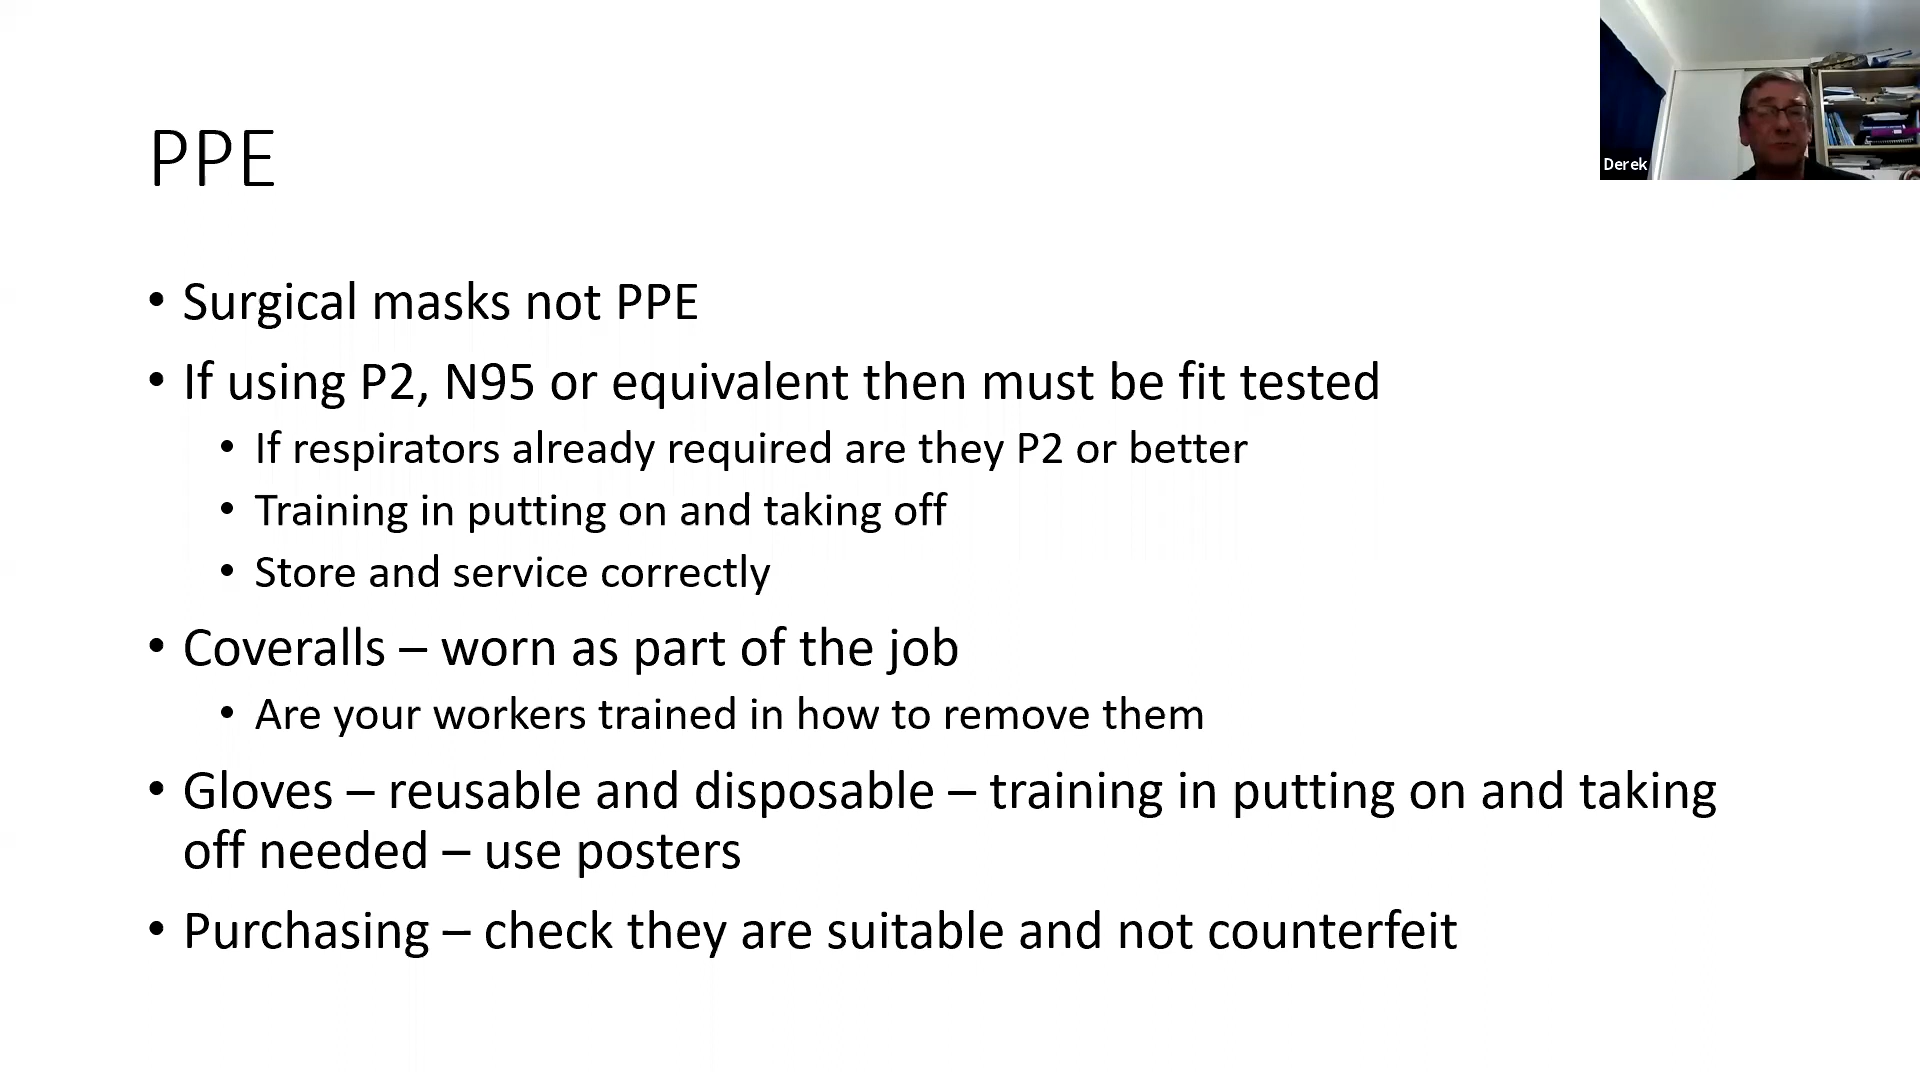 Derek
PPE
• Surgical masks not PPE
• If using P2, N95 or equivalent then must be fit tested
• If respirators already required are they P2 or better
• Training in putting on and taking off
• Store and service correctly
• Coveralls – worn as part of the job
• Are your workers trained in how to remove them
• Gloves – reusable and disposable – training in putting on and taking
off needed – use posters
• Purchasing – check they are suitable and not counterfeit